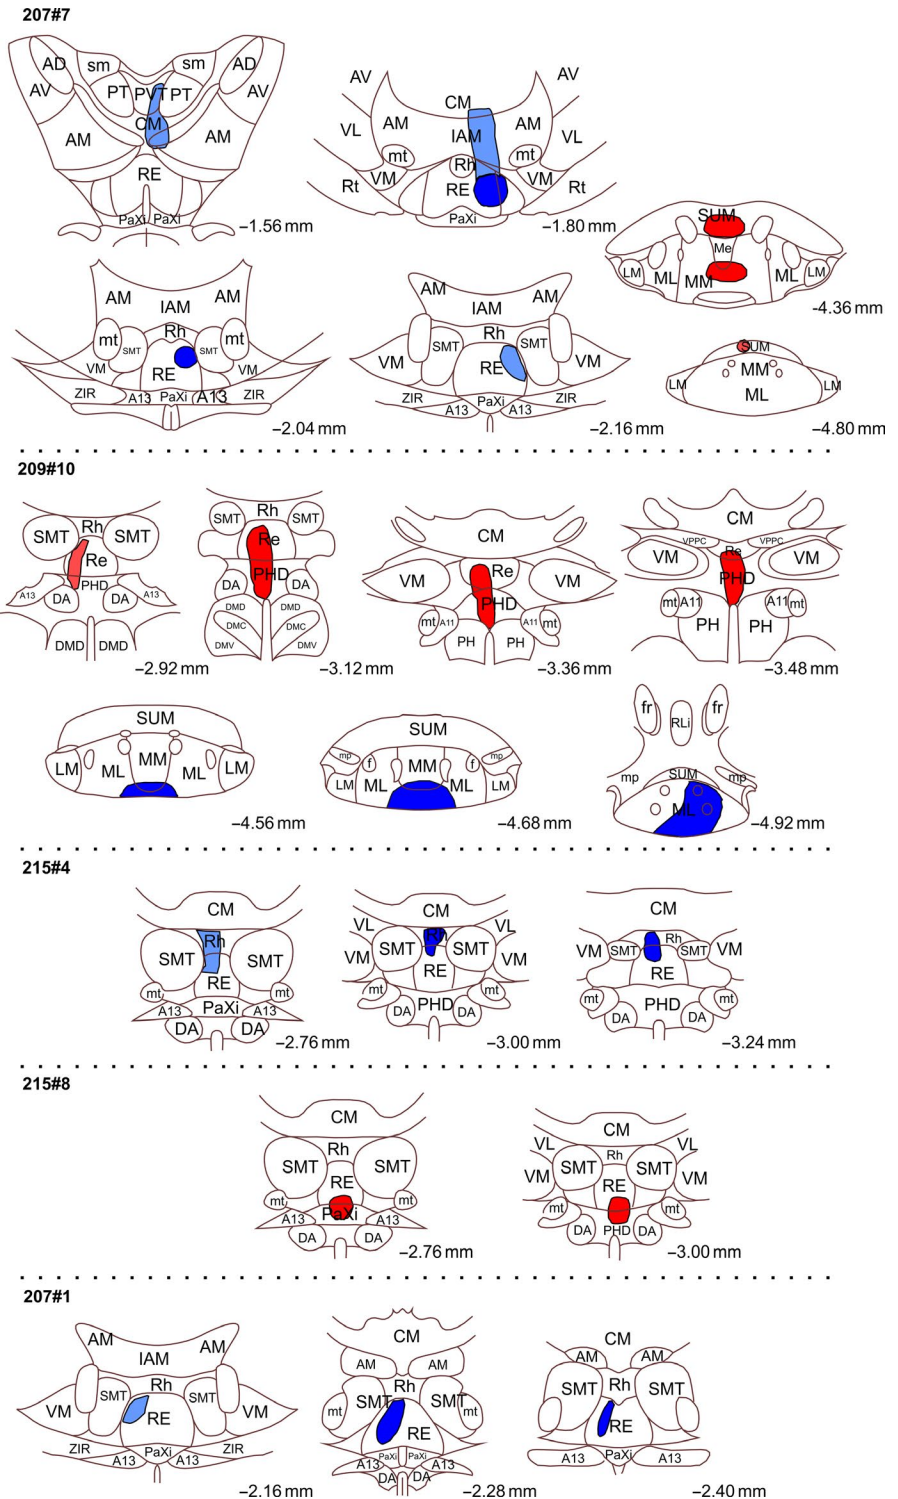 207#7
AD sm sm AD
AV PT PVT PT AV
AM CM AM
RE
PaXi PaXi
−1.56 mm
AV AV
CM
VL AM IAM AM VL
mt Rh mt
Rt VM RE VM Rt
PaXi
−1.80 mm
SUM
Me
LM ML MM ML LM
−4.36 mm
AM AM
IAM
mt Rh mt
SMT SMT
VM RE VM
ZIR A13 PaXi A13 ZIR
−2.04 mm
AM AM
IAM
Rh
SMT SMT
VM RE VM
ZIR PaXi ZIR
A13 A13
−2.16 mm
SUM
MM
LM LM
ML
−4.80 mm
209#10
SMT Rh SMT
Re
A13 PHD A13
DA DA
DMD DMD
−2.92 mm
Rh
SMT SMT
Re
DA PHD DA
DMD DMD
DMC DMC
DMV DMV
−3.12 mm
CM
VM Re VM
PHD
mt A11 A11 mt
PH PH
−3.36 mm
CM
VPPC VPPC
VM Re VM
PHD
mt A11 A11 mt
PH PH
−3.48 mm
SUM
LM ML MM ML LM
−4.56 mm
SUM
mp f MM f mp
LM ML ML LM
−4.68 mm
fr RLi fr
mp SUM mp
ML
−4.92 mm
215#4
CM
Rh
SMT SMT
RE
mt mt
A13 PaXi A13
DA DA
−2.76 mm
CM
VL Rh VL
SMT SMT
VM RE VM
mt mt
DA PHD DA
−3.00 mm
CM
VM SMT Rh SMT VM
RE
mt PHD mt
DA DA
−3.24 mm
215#8
CM
Rh
SMT SMT
RE
mt mt
A13 PaXi A13
DA DA
−2.76 mm
CM
VL Rh VL
SMT SMT
VM RE VM
mt mt
DA PHD DA
−3.00 mm
207#1
AM AM
IAM
Rh
SMT SMT
VM RE VM
ZIR PaXi ZIR
A13 A13
−2.16 mm
CM
AM AM
Rh
SMT SMT
mt RE mt
PaXi PaXi
A13 A13
DA DA
−2.28 mm
CM
AM AM
SMT Rh SMT
RE
A13 PaXi A13
−2.40 mm